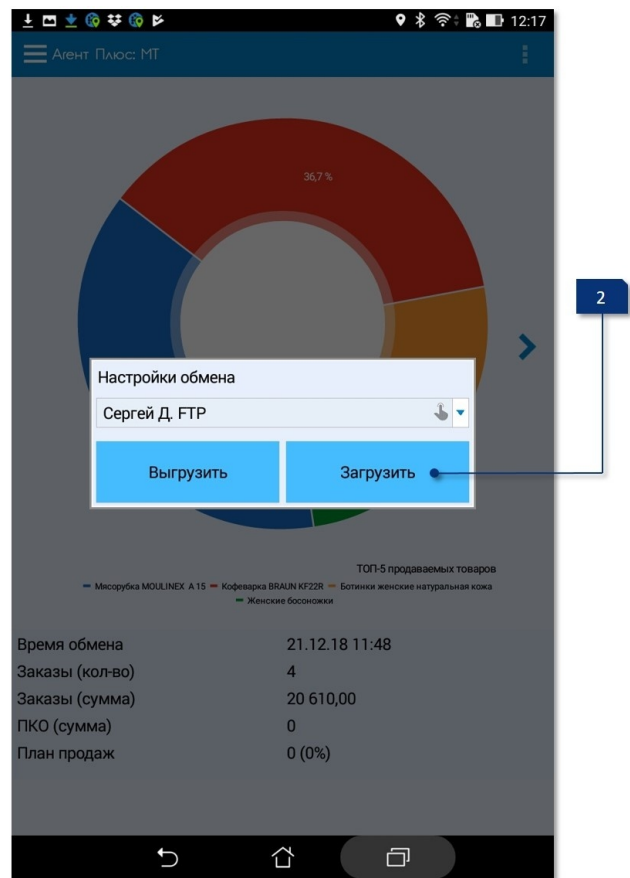 12:17
Агент Плюс: МТ
36,7 %
2
Настройки обмена
Сергей Д. FTP
Выгрузить Загрузить
ТОП-5 продаваемых товаров
Мясорубка MOULINEX A 15 Кофеварка BRAUN KF22R Ботинки женские натуральная кожа
Женские босоножки
Время обмена 21.12.18 11:48
Заказы (кол-во) 4
Заказы (сумма) 20 610,00
ПКО (сумма) 0
План продаж 0 (0%)